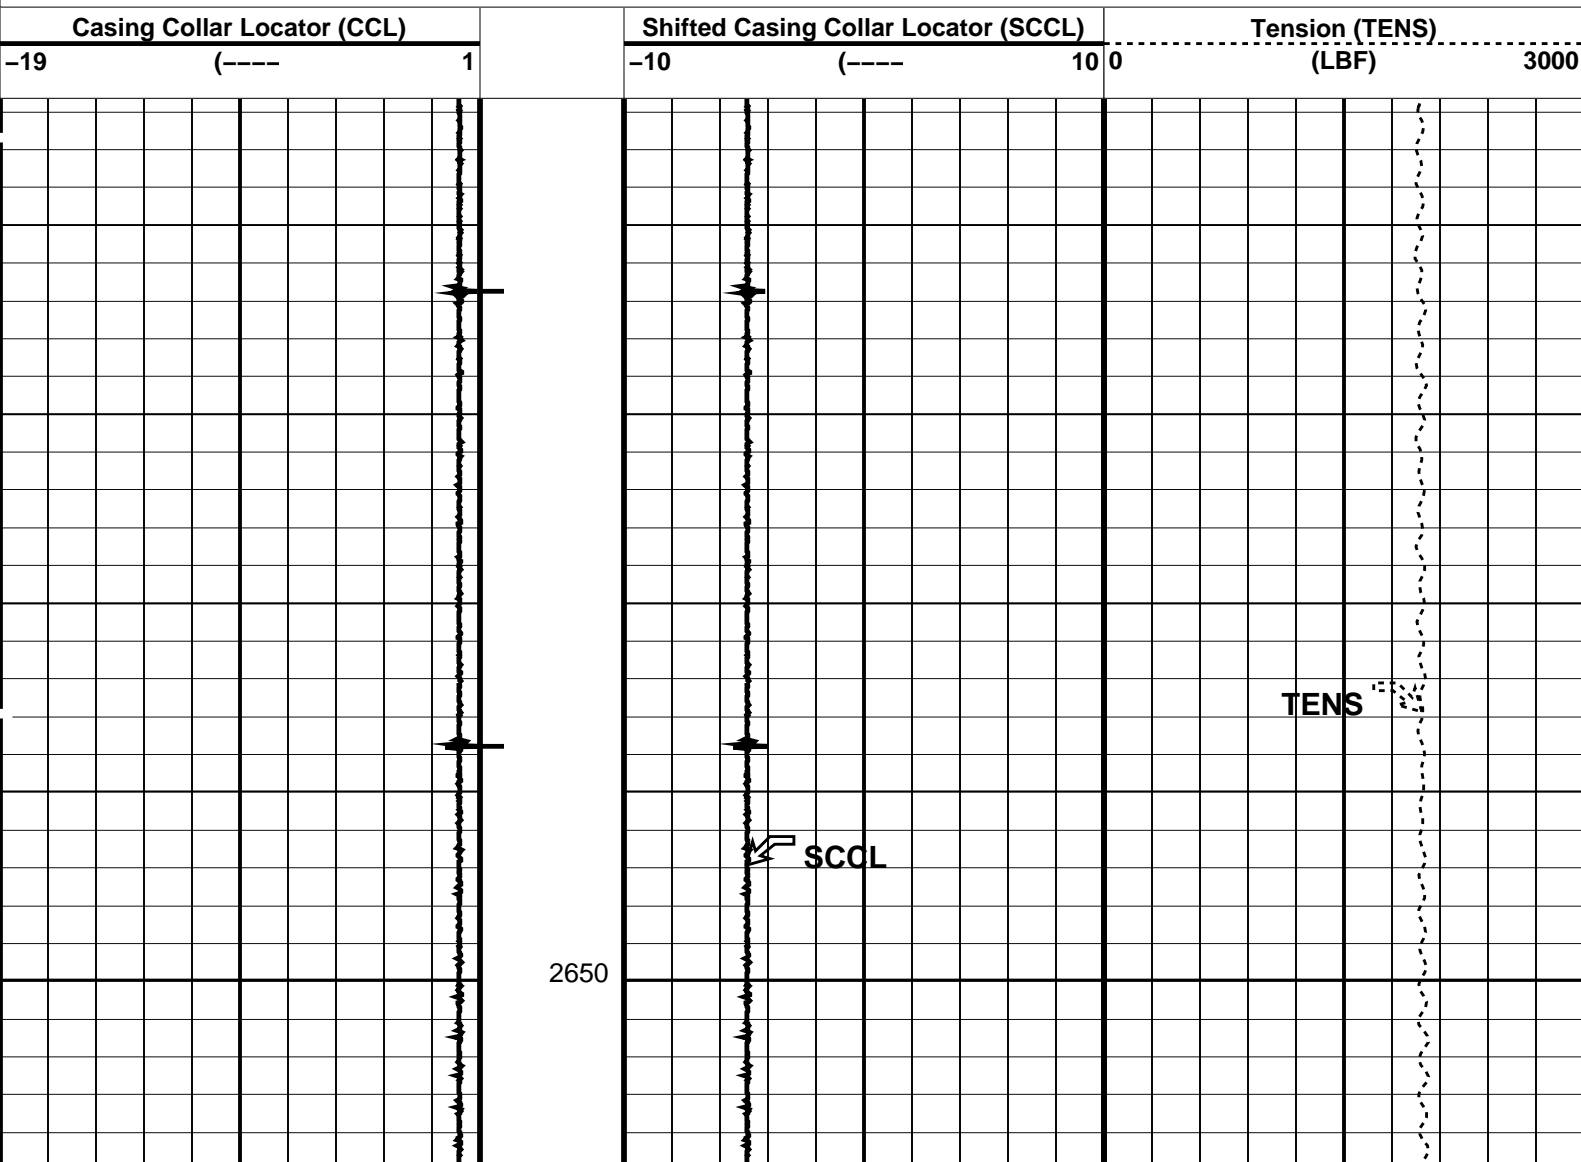 Casing Collar Locator (CCL) Shifted Casing Collar Locator (SCCL) Tension (TENS)
–19 (–––– 1 –10 (–––– 10 0 (LBF) 3000
TENS
SCCL
2650